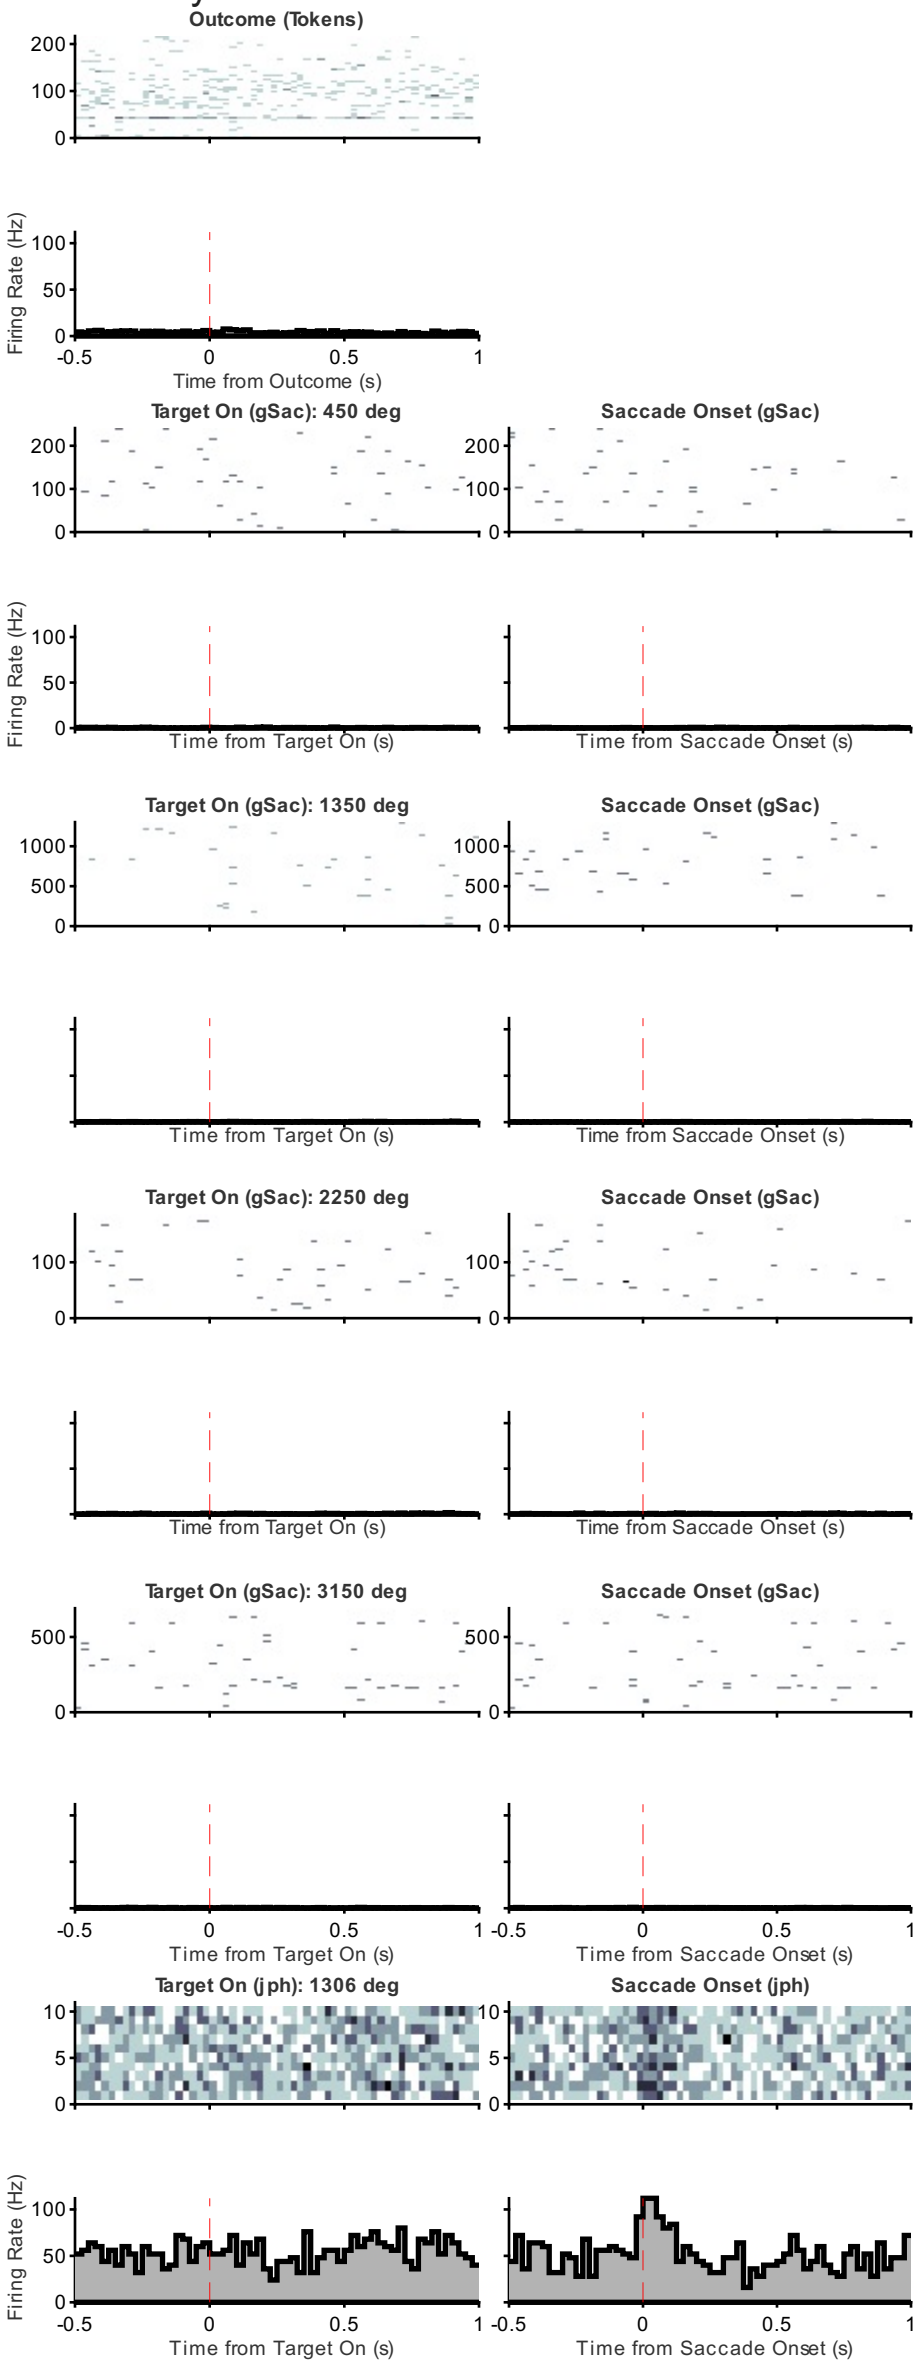 Outcome (Tokens)
200
100
0
Firing Rate (Hz)
100
50
0
-0.5 0 0.5 1
Time from Outcome (s)
Target On (gSac): 450 deg Saccade Onset (gSac)
200 200
100 100
0 0
Firing Rate (Hz)
100
50
0
Time from Target On (s) Time from Saccade Onset (s)
Target On (gSac): 1350 deg Saccade Onset (gSac)
1000 1000
500 500
0 0
Time from Target On (s) Time from Saccade Onset (s)
Target On (gSac): 2250 deg Saccade Onset (gSac)
100 100
0 0
Time from Target On (s) Time from Saccade Onset (s)
Target On (gSac): 3150 deg Saccade Onset (gSac)
500 500
0 0
-0.5 0 0.5 1 -0.5 0 0.5 1
Time from Target On (s) Time from Saccade Onset (s)
Target On (jph): 1306 deg Saccade Onset (jph)
10 10
5 5
0 0
Firing Rate (Hz)
100
50
0
-0.5 0 0.5 1 -0.5 0 0.5 1
Time from Target On (s) Time from Saccade Onset (s)